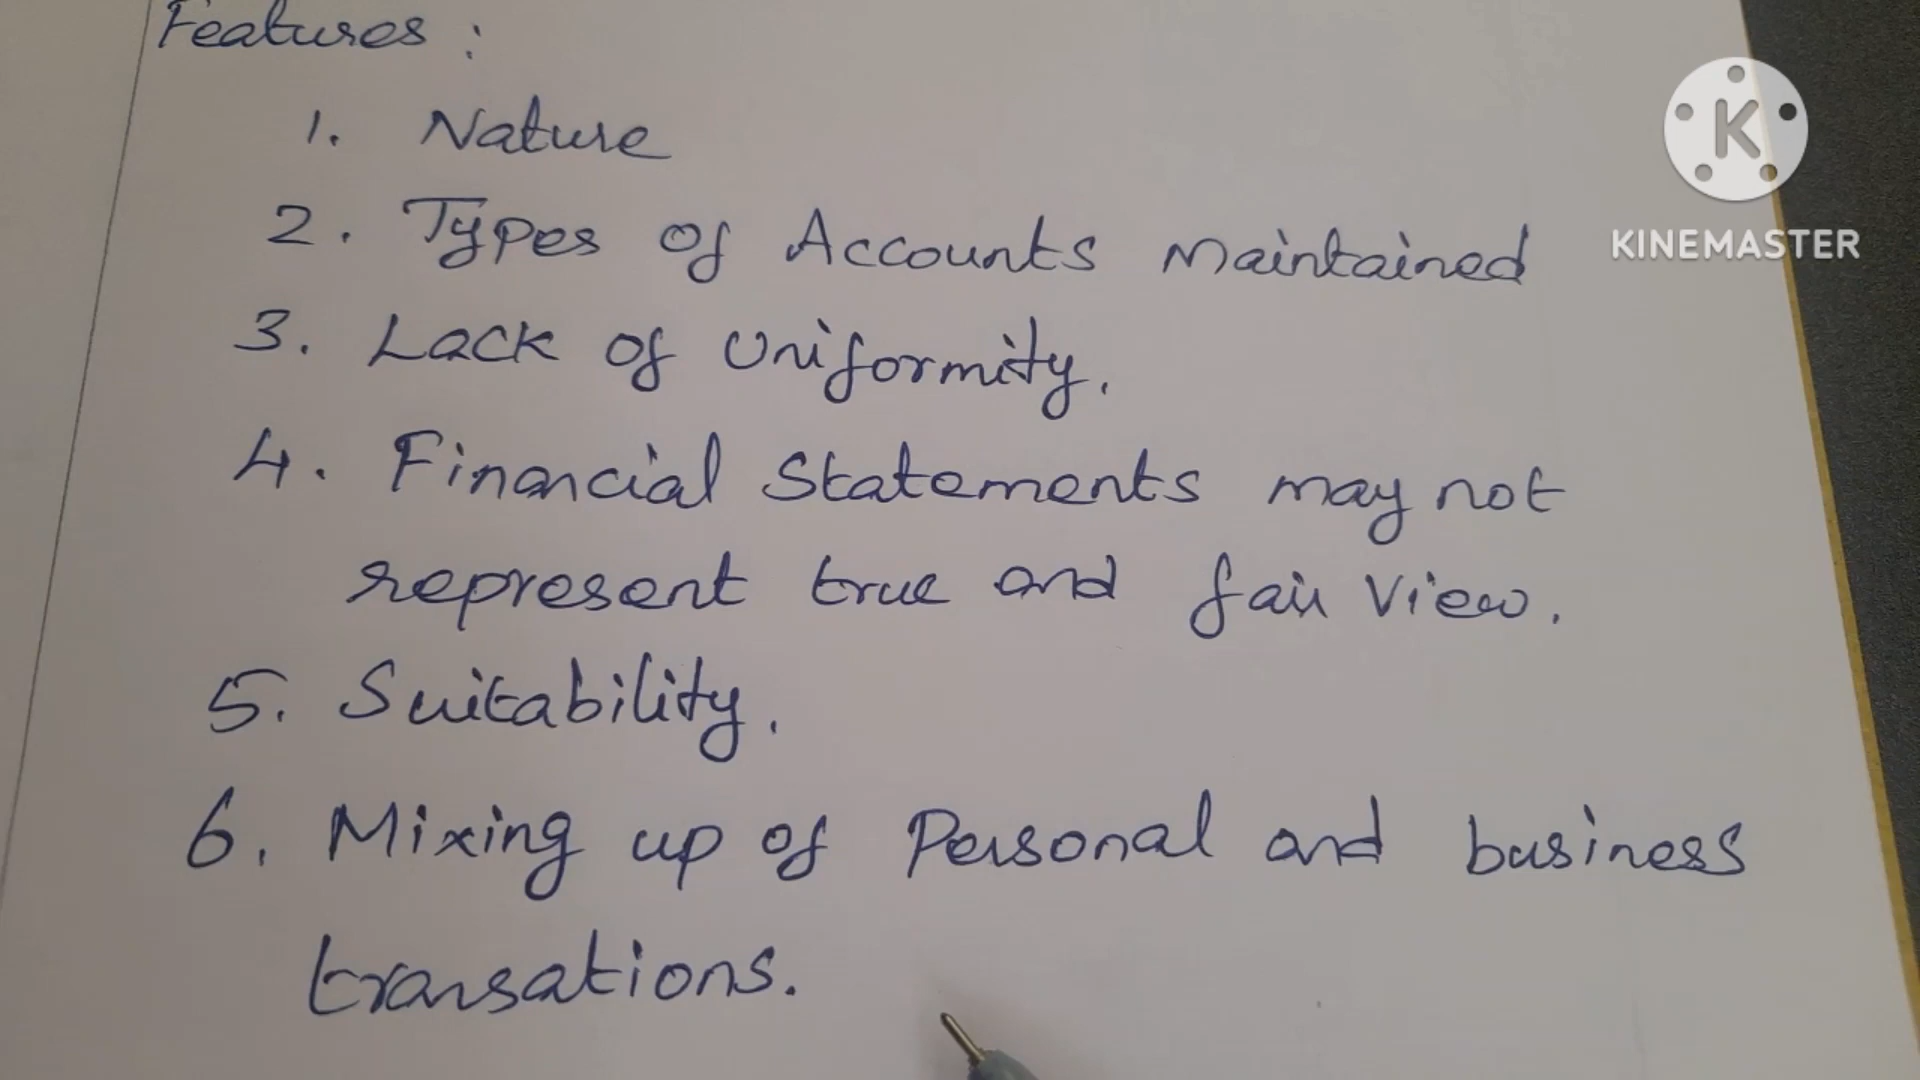 Features :
1. Nature
2. Types of Accounts Maintained
3. Lack of Uniformity.
4. Financial Statements may not
represent true and fair View.
5. Suitability.
6. Mixing up of Personal and business
transations.
K
KINEMASTER